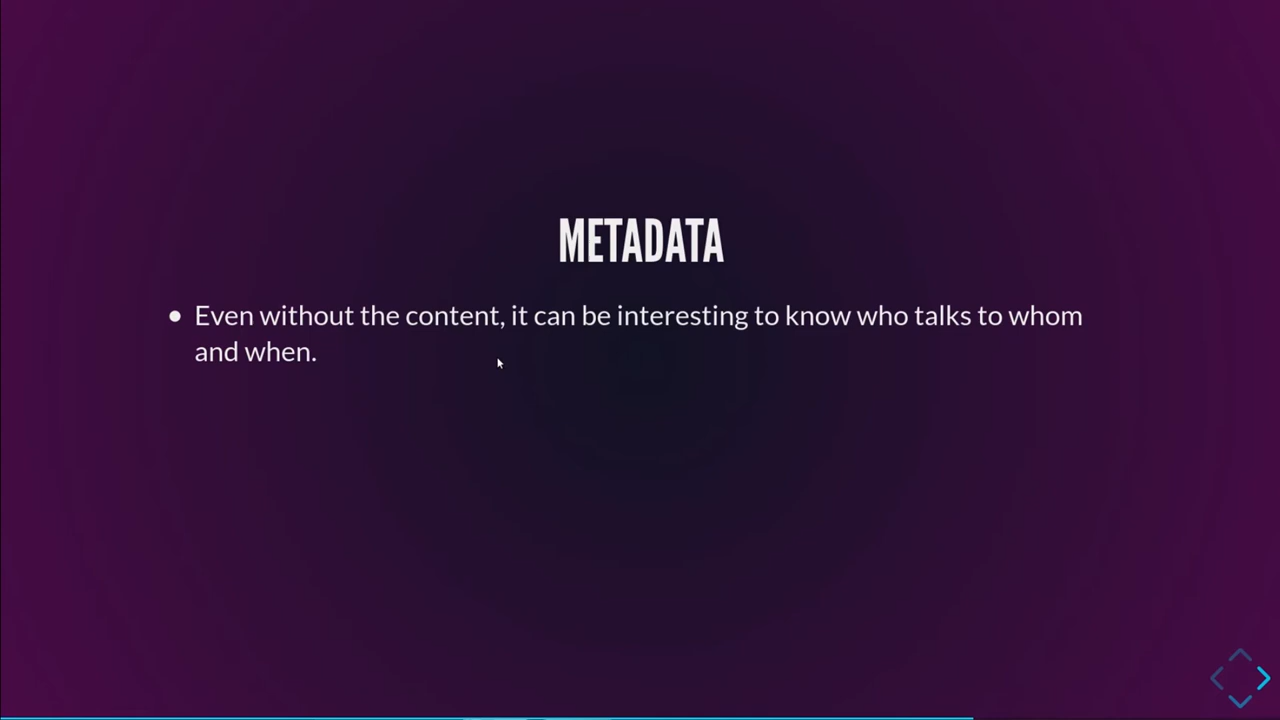 METADATA
• Even without the content, it can be interesting to know who talks to whom
and when.